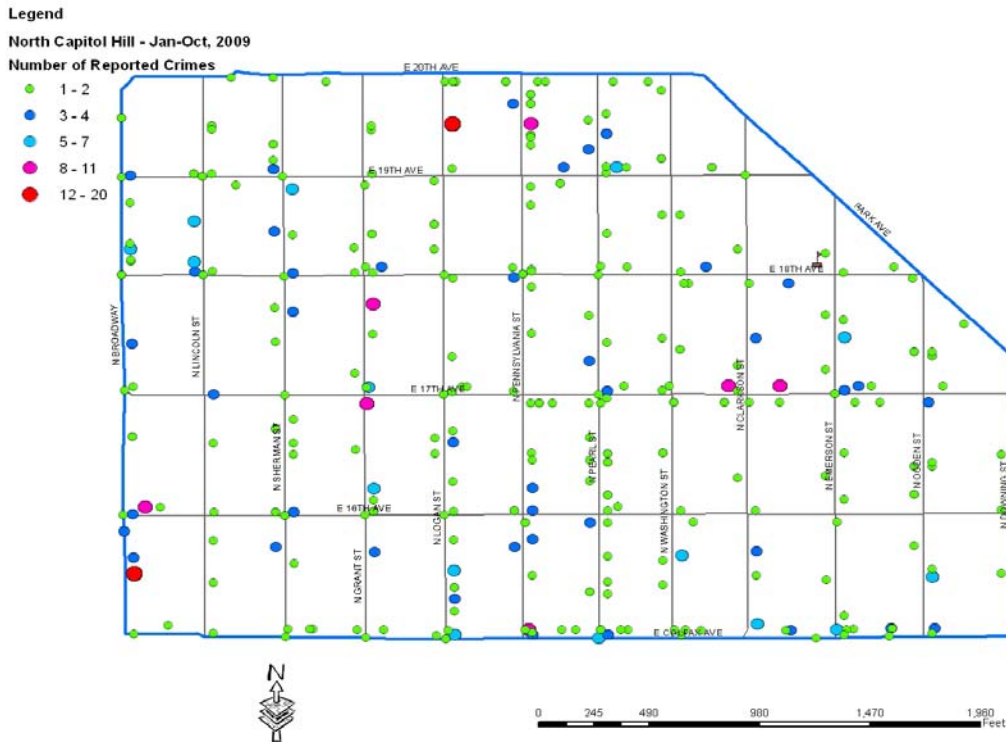 Legend
North Capitol Hill - Jan-Oct, 2009
Number of Reported Crimes
1 - 2
3 - 4
5 - 7
8 - 11
12 - 20
E 20TH AVE
E 19TH AVE
PARK AVE
E 18TH AVE
N BROADWAY
N LINCOLN ST
N PENNSYLVANIA ST
E 17TH AVE
N CLARKSON ST
N SHERMAN ST
N PEARL ST
N EMERSON ST
N OGDEN ST
N DOWNING ST
E 16TH AVE
N LOGAN ST
N WASHINGTON ST
N GRANT ST
E COLFAX AVE
N
0 245 490 980 1,470 1,960
Feet